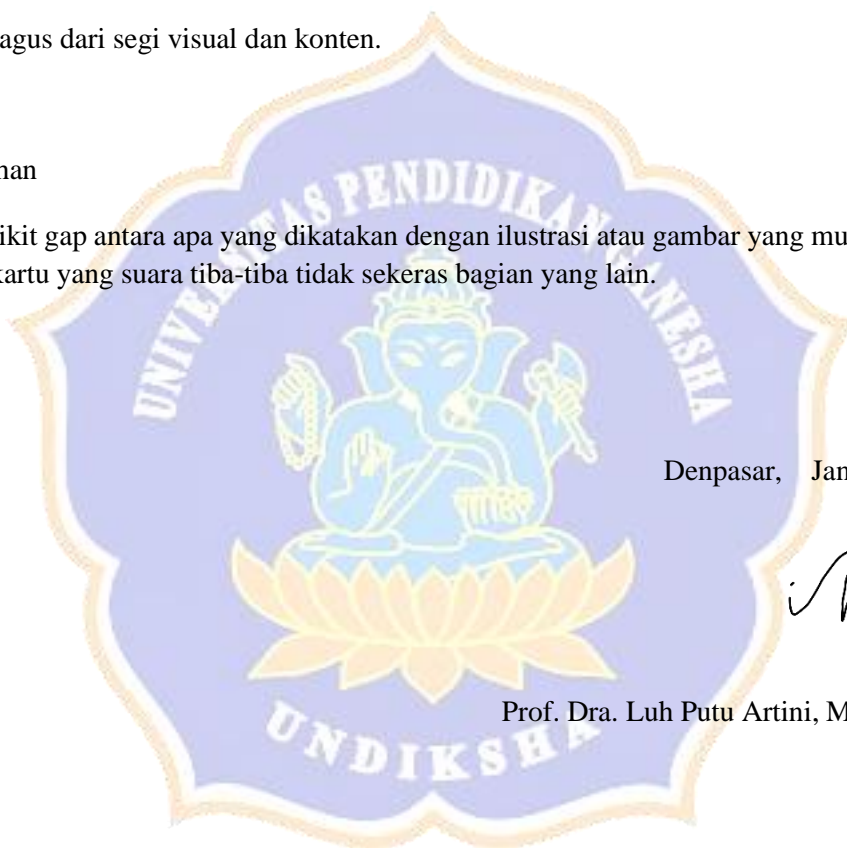 agus dari segi visual dan konten.
nan
ikit gap antara apa yang dikatakan dengan ilustrasi atau gambar yang mu
kartu yang suara tiba-tiba tidak sekeras bagian yang lain.
UNIVERSITAS PENDIDIKAN GANESHA
Denpasar, Jan
Prof. Dra. Luh Putu Artini, M
UNDIKSHA